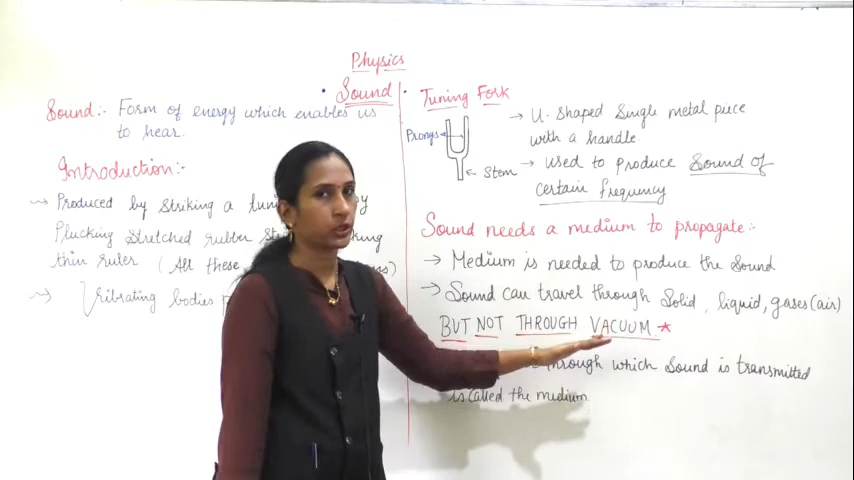 Physics
Sound
Sound:- Form of energy which enables us
to hear.
Introduction:-
Produced by striking a
Plucking stretched rubber
thin ruler (All these
Vribrating bodies
Tuning Fork
→ U-shaped single metal piece
with a handle
Prongs
← Stem
→ used to produce Sound of
certain frequency
Sound needs a medium to propagate:-
→ Medium is needed to produce the Sound
→ Sound can travel through Solid, liquid, gases(air)
BUT NOT THROUGH VACUUM ★
through which Sound is transmitted
is called the medium